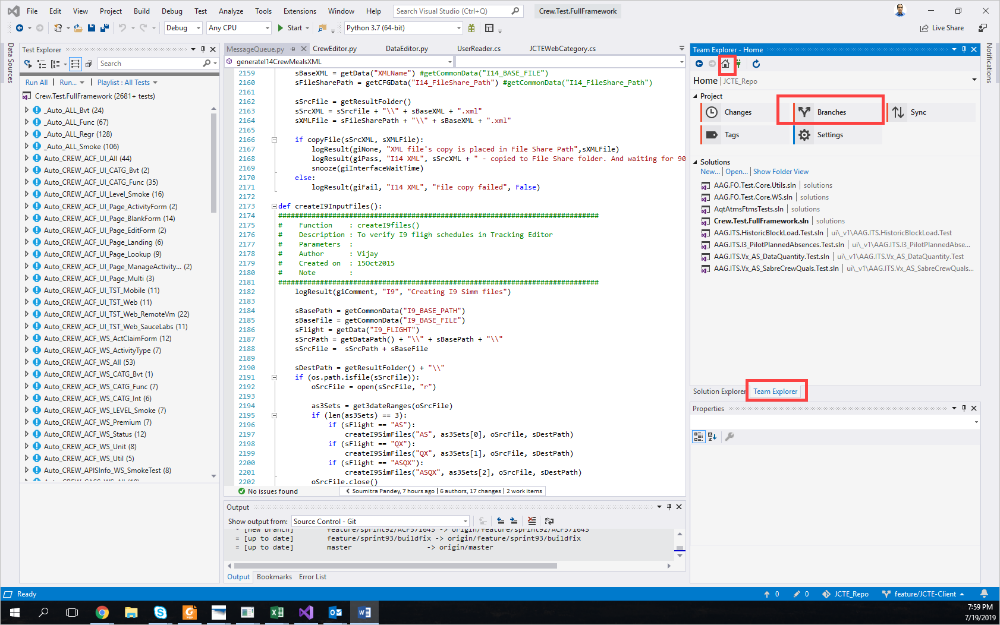 File Edit View Project Build Debug Test Analyze Tools Extensions Window Help Search Visual Studio (Ctrl+Q) Crew.Test.FullFramework
Debug Any CPU Start Python 3.7 (64-bit) Live Share
Data Sources
Test Explorer
Search
Run All | Run... | Playlist : All Tests
Crew.Test.FullFramework (2681+ tests)
_Auto_ALL_Bvt (24)
_Auto_ALL_Func (67)
_Auto_ALL_Regr (128)
_Auto_ALL_Smoke (106)
Auto_CREW_ACF_UI_All (44)
Auto_CREW_ACF_UI_CATG_Bvt (2)
Auto_CREW_ACF_UI_CATG_Func (35)
Auto_CREW_ACF_UI_Level_Smoke (16)
Auto_CREW_ACF_UI_Page_ActivityForm (2)
Auto_CREW_ACF_UI_Page_BlankForm (14)
Auto_CREW_ACF_UI_Page_EditForm (2)
Auto_CREW_ACF_UI_Page_Landing (6)
Auto_CREW_ACF_UI_Page_Lookup (9)
Auto_CREW_ACF_UI_Page_ManageActivity... (2)
Auto_CREW_ACF_UI_Page_Multi (3)
Auto_CREW_ACF_UI_TST_Mobile (11)
Auto_CREW_ACF_UI_TST_Web (11)
Auto_CREW_ACF_UI_TST_Web_RemoteVm (22)
Auto_CREW_ACF_UI_TST_Web_SauceLabs (11)
Auto_CREW_ACF_WS_ActClaimForm (12)
Auto_CREW_ACF_WS_ActivityType (7)
Auto_CREW_ACF_WS_All (53)
Auto_CREW_ACF_WS_CATG_Bvt (1)
Auto_CREW_ACF_WS_CATG_Func (7)
Auto_CREW_ACF_WS_CATG_Int (6)
Auto_CREW_ACF_WS_LEVEL_Smoke (7)
Auto_CREW_ACF_WS_Premium (7)
Auto_CREW_ACF_WS_Status (12)
Auto_CREW_ACF_WS_Unit (8)
Auto_CREW_ACF_WS_Util (5)
Auto_CREW_APISInfo_WS_SmokeTest (8)
MessageQueue.py CrewEditor.py DataEditor.py UserReader.cs JCTEWebCategory.cs
generateI14CrewMealsXML
2159 sBaseXML = getData("XMLName") #getCommonData("I14_BASE_FILE")
2160 sFileSharePath = getCFGData("I14_FileShare_Path") #getCommonData("I14_FileShare_Path")
2161
2162 sSrcFile = getResultFolder()
2163 sSrcXML = sSrcFile + "\\" + sBaseXML + ".xml"
2164 sXMLFile = sFileSharePath + "\\" + sBaseXML + ".xml"
2165
2166 if copyFile(sSrcXML, sXMLFile):
2167 logResult(giNone, "XML file's copy is placed in File Share Path",sXMLFile)
2168 logResult(giPass, "I14 XML", sSrcXML + " - copied to File Share folder. And waiting for 90
2169 snooze(giInterfaceWaitTime)
2170 else:
2171 logResult(giFail, "I14 XML", "File copy failed", False)
2172
2173 def createI9InputFiles():
2174 #############################################################################
2175 # Function : createI9files()
2176 # Description : To verify I9 fligh schedules in Tracking Editor
2177 # Parameters :
2178 # Author : Vijay
2179 # Created on : 15Oct2015
2180 # Note :
2181 #############################################################################
2182 logResult(giComment, "I9", "Creating I9 Simm files")
2183
2184 sBasePath = getCommonData("I9_BASE_PATH")
2185 sBaseFile = getCommonData("I9_BASE_FILE")
2186 sFlight = getData("I9_FLIGHT")
2187 sSrcPath = getDataPath() + "\\" + sBasePath + "\\"
2188 sSrcFile = sSrcPath + sBaseFile
2189
2190 sDestPath = getResultFolder() + "\\"
2191 if (os.path.isfile(sSrcFile)):
2192 oSrcFile = open(sSrcFile, "r")
2193
2194 as3Sets = get3dateRanges(oSrcFile)
2195 if (len(as3Sets) == 3):
2196 if (sFlight == "AS"):
2197 createI9SimFiles("AS", as3Sets[0], oSrcFile, sDestPath)
2198 if (sFlight == "QX"):
2199 createI9SimFiles("QX", as3Sets[1], oSrcFile, sDestPath)
2200 if (sFlight == "ASQX"):
2201 createI9SimFiles("ASQX", as3Sets[2], oSrcFile, sDestPath)
2202 oSrcFile.close()
No issues found < Soumitra Pandey, 7 hours ago | 6 authors, 17 changes | 2 work items
Output
Show output from: Source Control - Git
* [new branch] feature/sprint92/ACF371643 -> origin/feature/sprint92/ACF371643
= [up to date] feature/sprint93/buildfix -> origin/feature/sprint93/buildfix
= [up to date] master -> origin/master
Output Bookmarks Error List
Team Explorer - Home
Home | JCTE_Repo
Project
Changes Branches Sync
Tags Settings
Solutions
New... | Open... | Show Folder View
AAG.FO.Test.Core.Utils.sln | solutions
AAG.FO.Test.Core.WS.sln | solutions
AqtAtmsFtmsTests.sln | solutions
Crew.Test.FullFramework.sln | solutions
AAG.ITS.HistoricBlockLoad.Test.sln | ui\_v1\AAG.ITS.HistoricBlockLoad.Test
AAG.ITS.I3_PilotPlannedAbsences.Test.sln | ui\_v1\AAG.ITS.I3_PilotPlannedAbse...
AAG.ITS.Vx_AS_DataQuantity.Test.sln | ui\_v1\AAG.ITS.Vx_AS_DataQuantity.Test
AAG.ITS.Vx_AS_SabreCrewQuals.Test.sln | ui\_v1\AAG.ITS.Vx_AS_SabreCrewQuals...
Solution Explorer Team Explorer
Properties
Notifications
Ready 0 0 JCTE_Repo feature/JCTE-Client
7:59 PM
7/19/2019